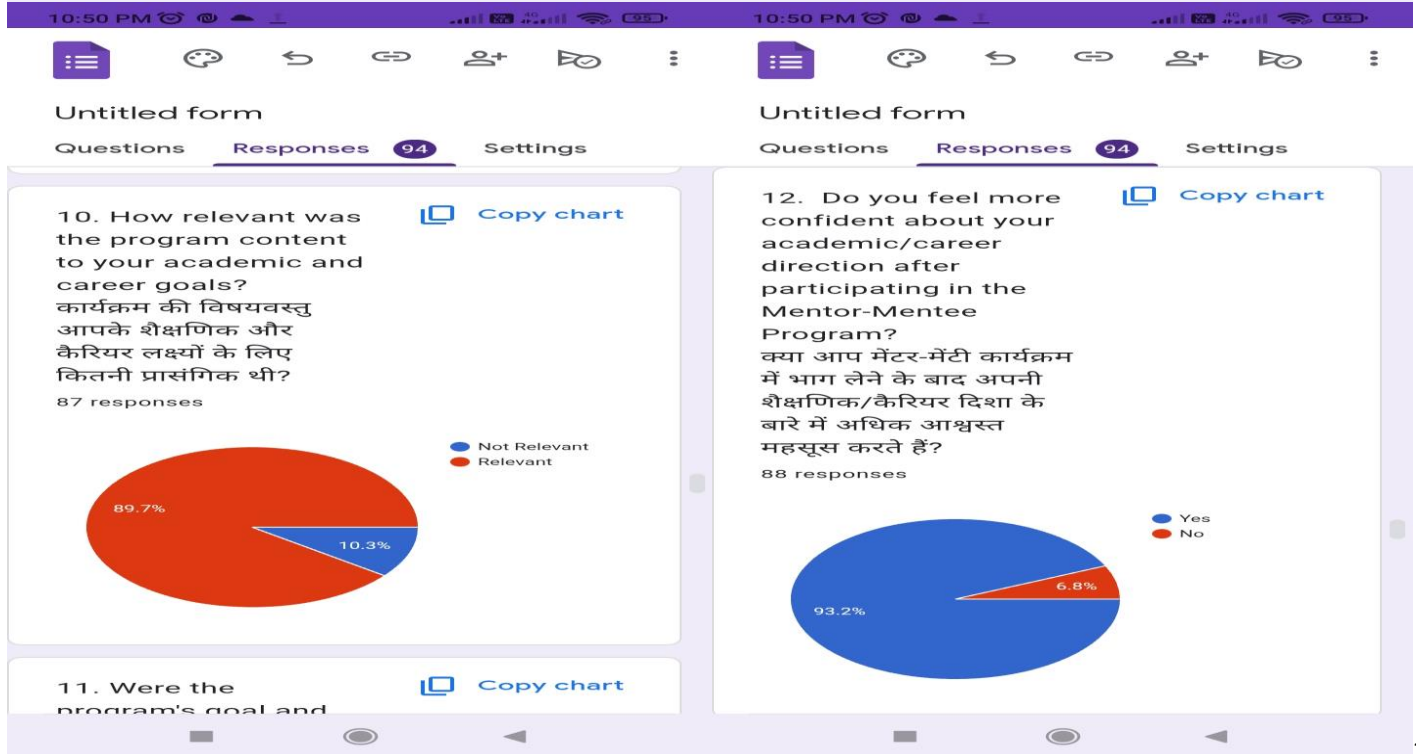 10:50 PM
95
Untitled form
Questions Responses 94 Settings
10. How relevant was
the program content
to your academic and
career goals?
कार्यक्रम की विषयवस्तु
आपके शैक्षणिक और
कैरियर लक्ष्यों के लिए
कितनी प्रासंगिक थी?
87 responses
Copy chart
Not Relevant
Relevant
89.7%
10.3%
11. Were the
program's goal and
Copy chart
10:50 PM
95
Untitled form
Questions Responses 94 Settings
12. Do you feel more
confident about your
academic/career
direction after
participating in the
Mentor-Mentee
Program?
क्या आप मेंटर-मेंटी कार्यक्रम
में भाग लेने के बाद अपनी
शैक्षणिक/कैरियर दिशा के
बारे में अधिक आश्वस्त
महसूस करते हैं?
88 responses
Copy chart
Yes
No
6.8%
93.2%